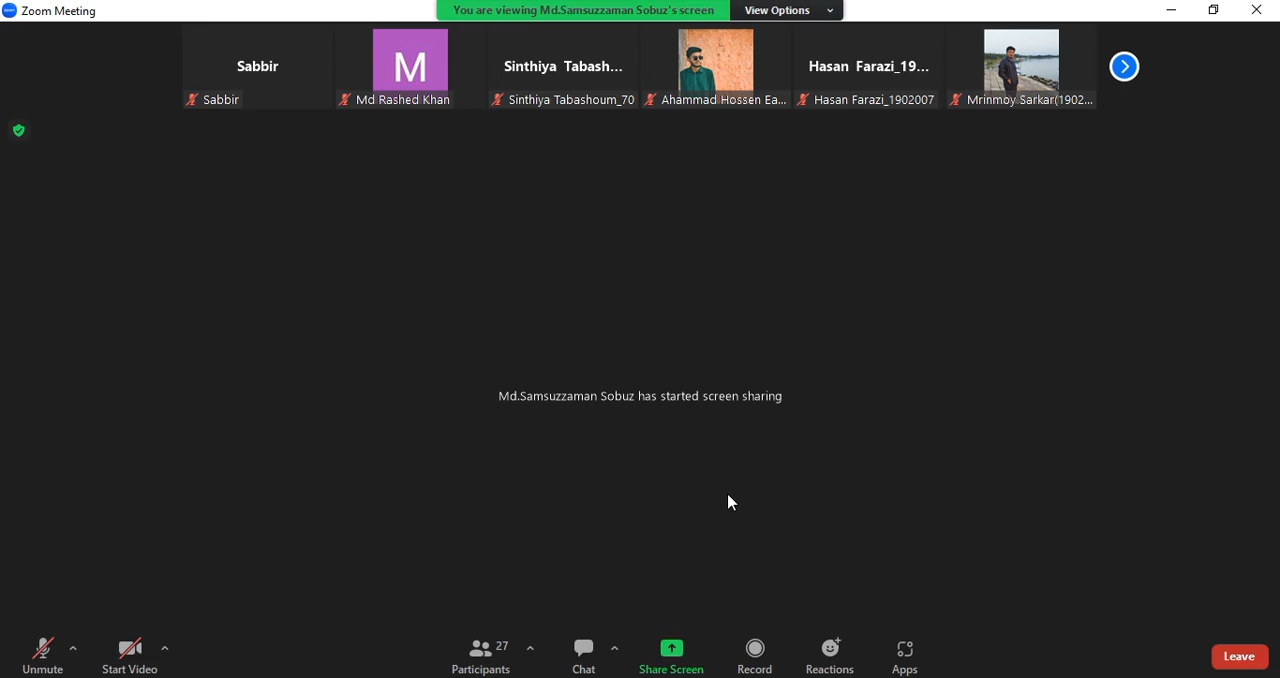 Zoom Meeting
You are viewing Md.Samsuzzaman Sobuz's screen
View Options
Sabbir
M
Sinthiya Tabash...
Hasan Farazi_19...
Sabbir
Md Rashed Khan
Sinthiya Tabashoum_70
Ahammad Hossen Ea...
Hasan Farazi_1902007
Mrinmoy Sarkar(1902...
Md.Samsuzzaman Sobuz has started screen sharing
27
Unmute
Start Video
Participants
Chat
Share Screen
Record
Reactions
Apps
Leave